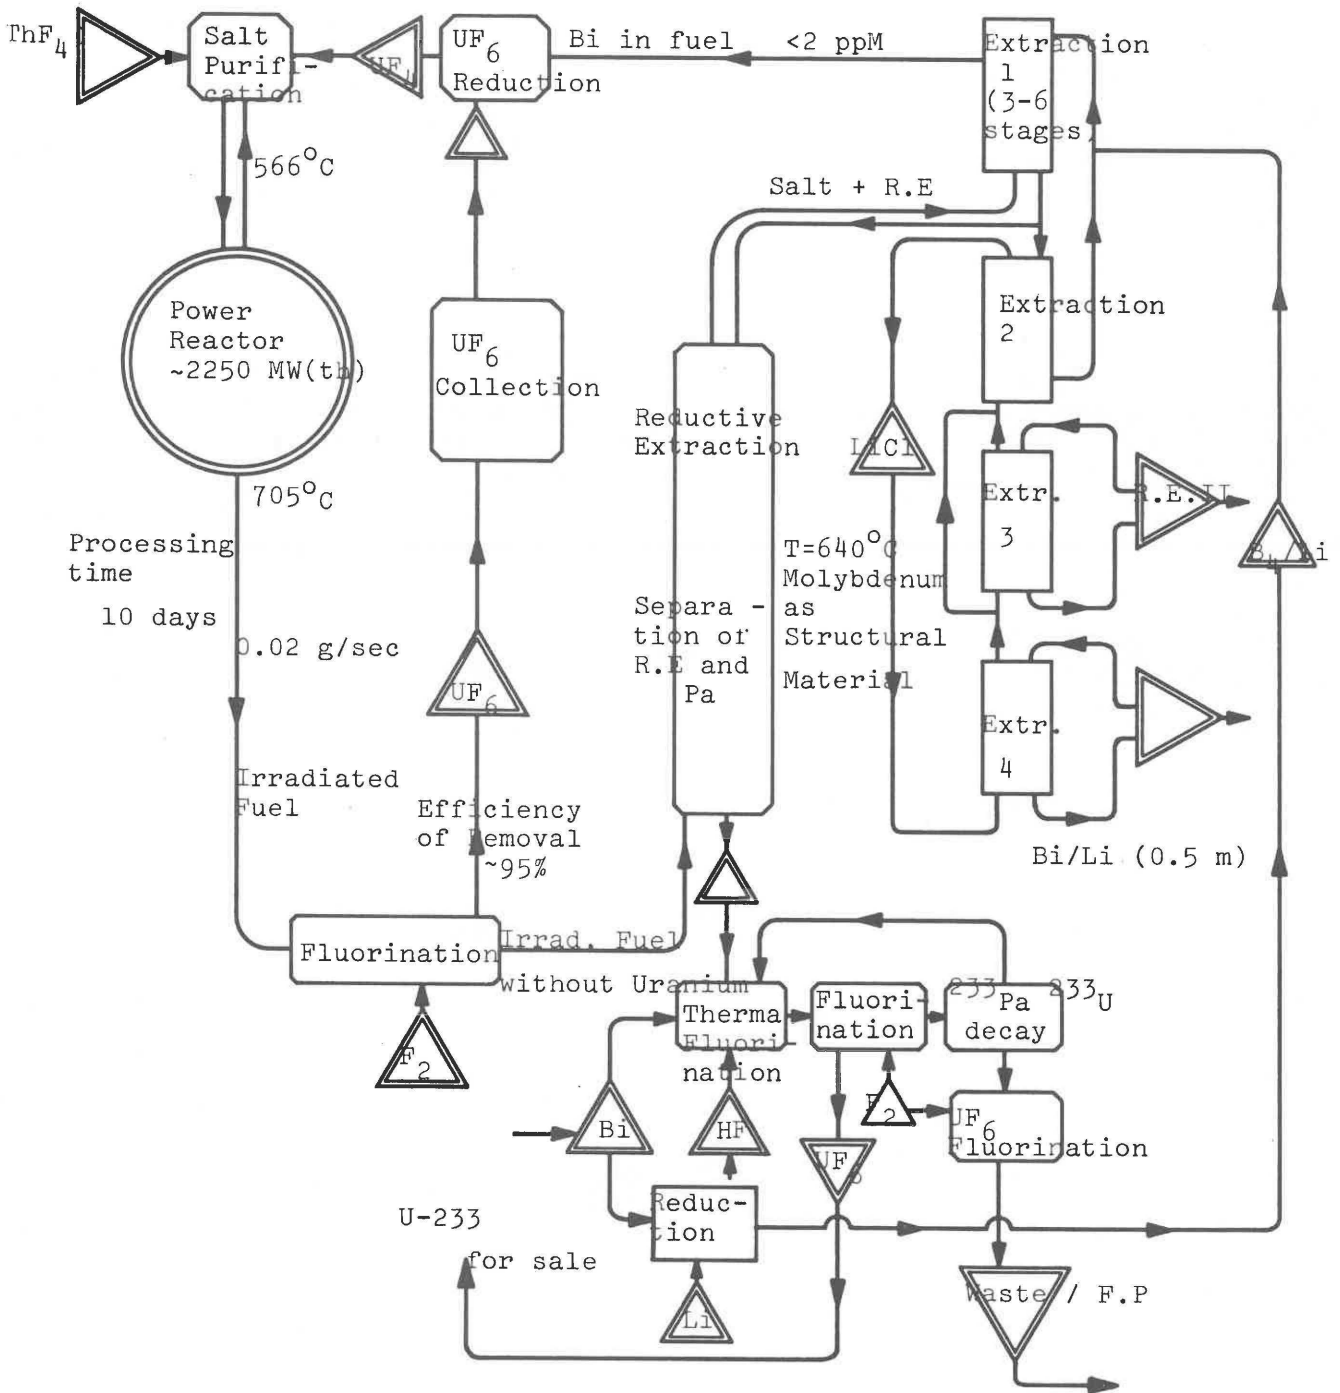 ThF4
Salt
Purifi-
cation
UF4
UF6
Reduction
Bi in fuel <2 ppM
Extraction
1
(3-6
stages)
566°C
Salt + R.E
Power
Reactor
~2250 MW(th)
UF6
Collection
Extraction
2
Reductive
Extraction
LiCl
Extr.
3
R.E.II
705°C
Processing
time
10 days
0.02 g/sec
T=640°C
Molybdenum
as
Structural
Material
Separa -
tion of
R.E and
Pa
UF6
Extr.
4
Irradiated
Fuel
Efficiency
of Removal
~95%
Bi/Li (0.5 m)
Fluorination
Irrad. Fuel
without Uranium
F2
Therma
Fluori-
nation
Fluori-
nation
233Pa
decay
233U
Bi
HF
F2
UF6
Fluorination
UF6
Reduc-
tion
Li
U-233
for sale
Waste / F.P